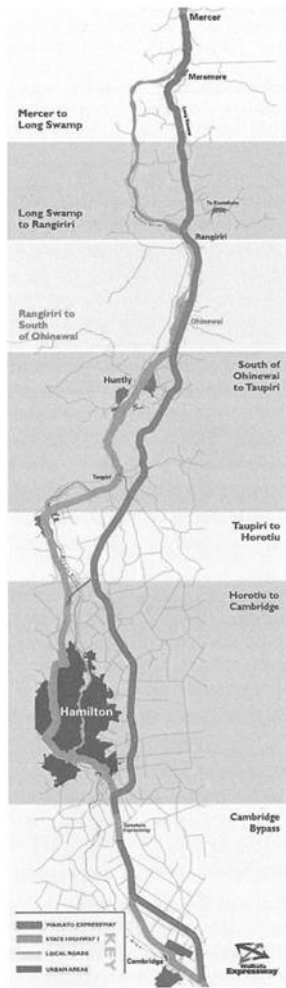 Mercer
Meremere
Mercer to
Long Swamp
Long Swamp
to Rangiriri
Rangiriri
Rangiriri to
South
of Ohinewai
Ohinewai
South of
Ohinewai
to Taupiri
Huntly
Taupiri
Taupiri to
Horotiu
Horotiu to
Cambridge
Hamilton
Cambridge
Bypass
Cambridge
KEY
WAIKATO EXPRESSWAY
STATE HIGHWAY 1
LOCAL ROADS
URBAN AREAS
Waikato
Expressway